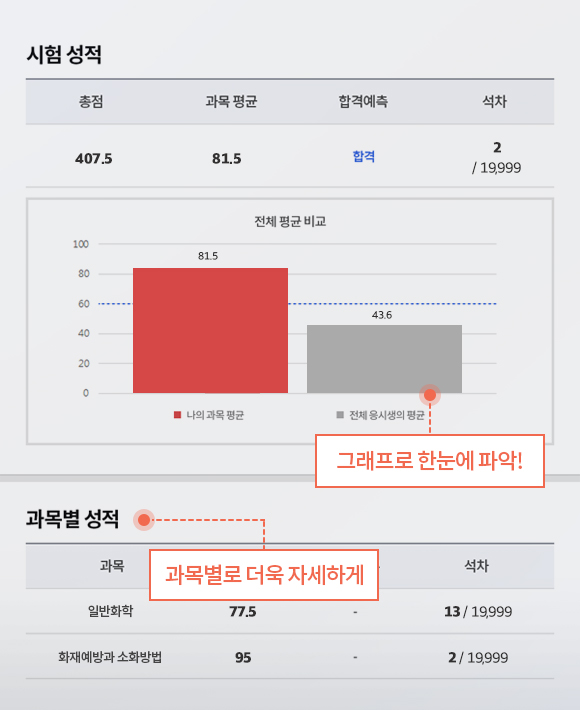 시험 성적
총점 과목 평균 합격예측 석차
407.5 81.5 합격 2
/ 19,999
전체 평균 비교
100
80
60
40
20
0
81.5
43.6
나의 과목 평균 전체 응시생의 평균
그래프로 한눈에 파악!
과목별 성적
과목 석차
과목별로 더욱 자세하게
일반화학 77.5 - 13 / 19,999
화재예방과 소화방법 95 - 2 / 19,999